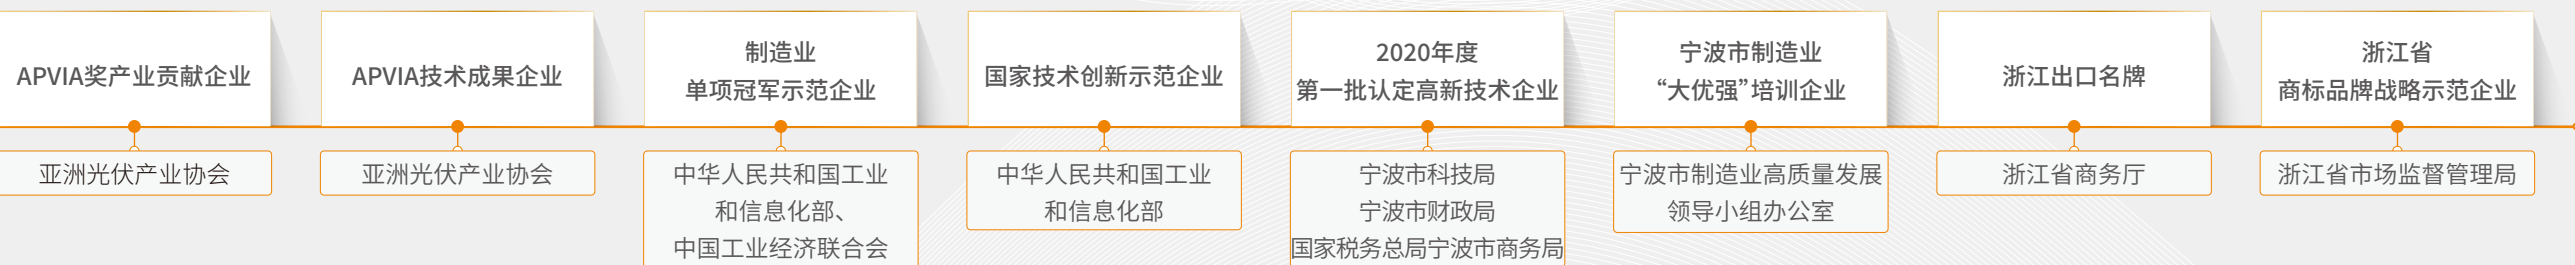 APVIA奖产业贡献企业
亚洲光伏产业协会
APVIA技术成果企业
亚洲光伏产业协会
制造业
单项冠军示范企业
中华人民共和国工业
和信息化部、
中国工业经济联合会
国家技术创新示范企业
中华人民共和国工业
和信息化部
2020年度
第一批认定高新技术企业
宁波市科技局
宁波市财政局
国家税务总局宁波市商务局
宁波市制造业
“大优强”培训企业
宁波市制造业高质量发展
领导小组办公室
浙江出口名牌
浙江省商务厅
浙江省
商标品牌战略示范企业
浙江省市场监督管理局